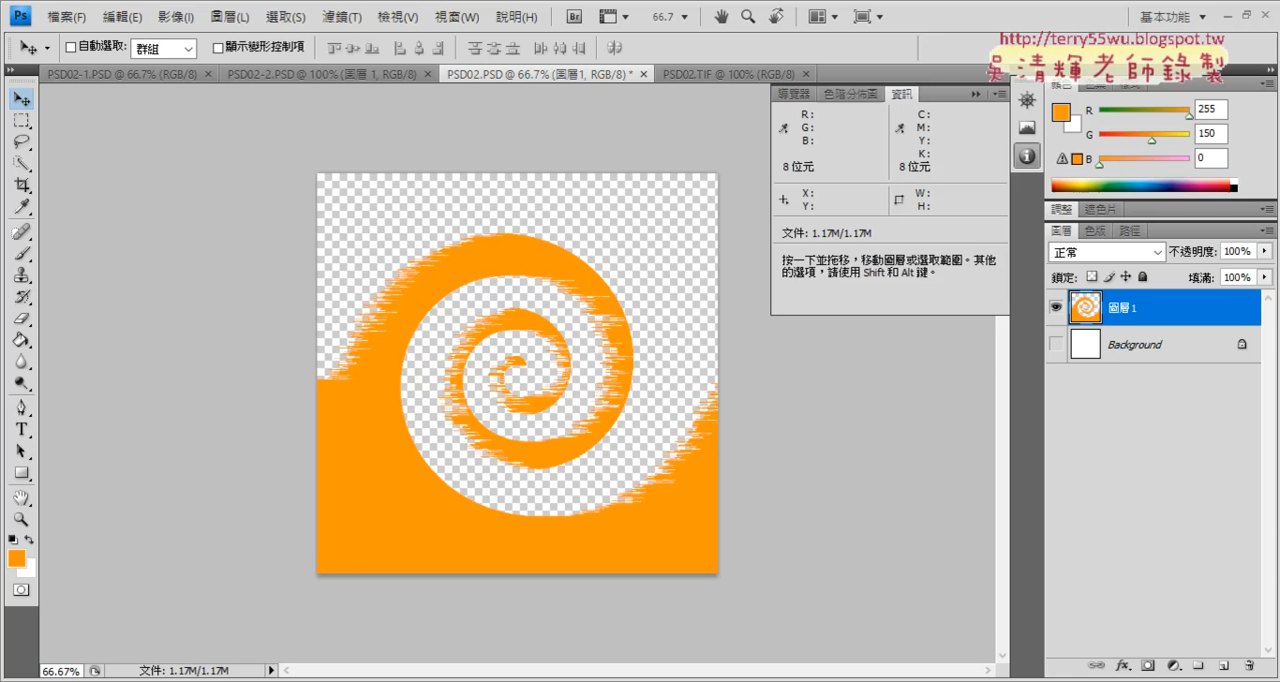 Ps 檔案(F) 編輯(E) 影像(I) 圖層(L) 選取(S) 濾鏡(T) 檢視(V) 視窗(W) 說明(H) Br 66.7 基本功能
http://terry55wu.blogspot.tw
吳清輝老師錄製
自動選取: 群組 顯示變形控制項
PSD02-1.PSD @ 66.7% (RGB/8) × PSD02-2.PSD @ 100% (圖層 1, RGB/8) × PSD02.PSD @ 66.7% (圖層1, RGB/8) * × PSD02.TIF @ 100% (RGB/8) ×
導覽器 色階分佈圖 資訊
R: C:
G: M:
B: Y:
K:
8 位元 8 位元
X: W:
Y: H:
文件: 1.17M/1.17M
按一下並拖移，移動圖層或選取範圍。其他
的選項，請使用 Shift 和 Alt 鍵。
R 255
G 150
B 0
調整 遮色片
圖層 色版 路徑
正常 不透明度: 100%
鎖定: 填滿: 100%
圖層 1
Background
66.67% 文件: 1.17M/1.17M